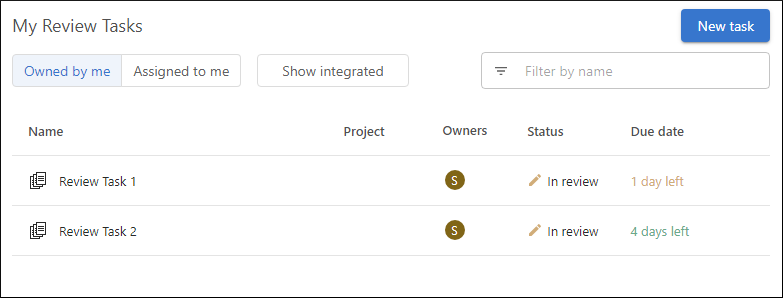 My Review Tasks
New task
Owned by me Assigned to me Show integrated Filter by name
Name Project Owners Status Due date
Review Task 1 S In review 1 day left
Review Task 2 S In review 4 days left